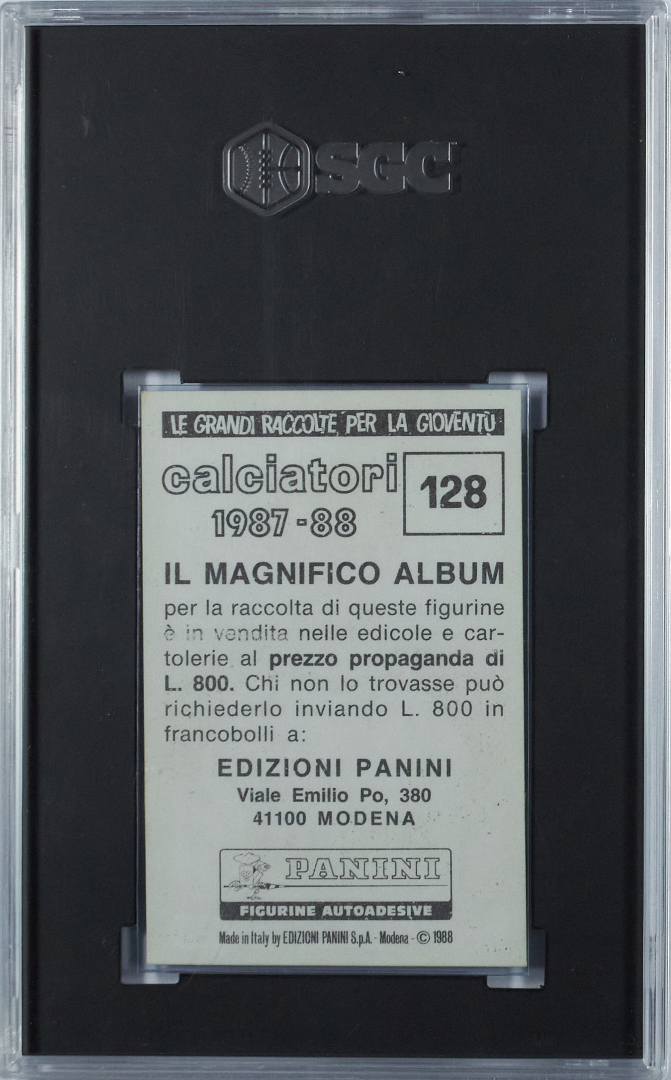 SGC
LE GRANDI RACCOLTE PER LA GIOVENTÙ
calciatori
128
1987-88
IL MAGNIFICO ALBUM
per la raccolta di queste figurine
è in vendita nelle edicole e car-
tolerie al prezzo propaganda di
L. 800. Chi non lo trovasse può
richiederlo inviando L. 800 in
francobolli a:
EDIZIONI PANINI
Viale Emilio Po, 380
41100 MODENA
PANINI
FIGURINE AUTOADESIVE
Made in Italy by EDIZIONI PANINI S.p.A. - Modena - © 1988